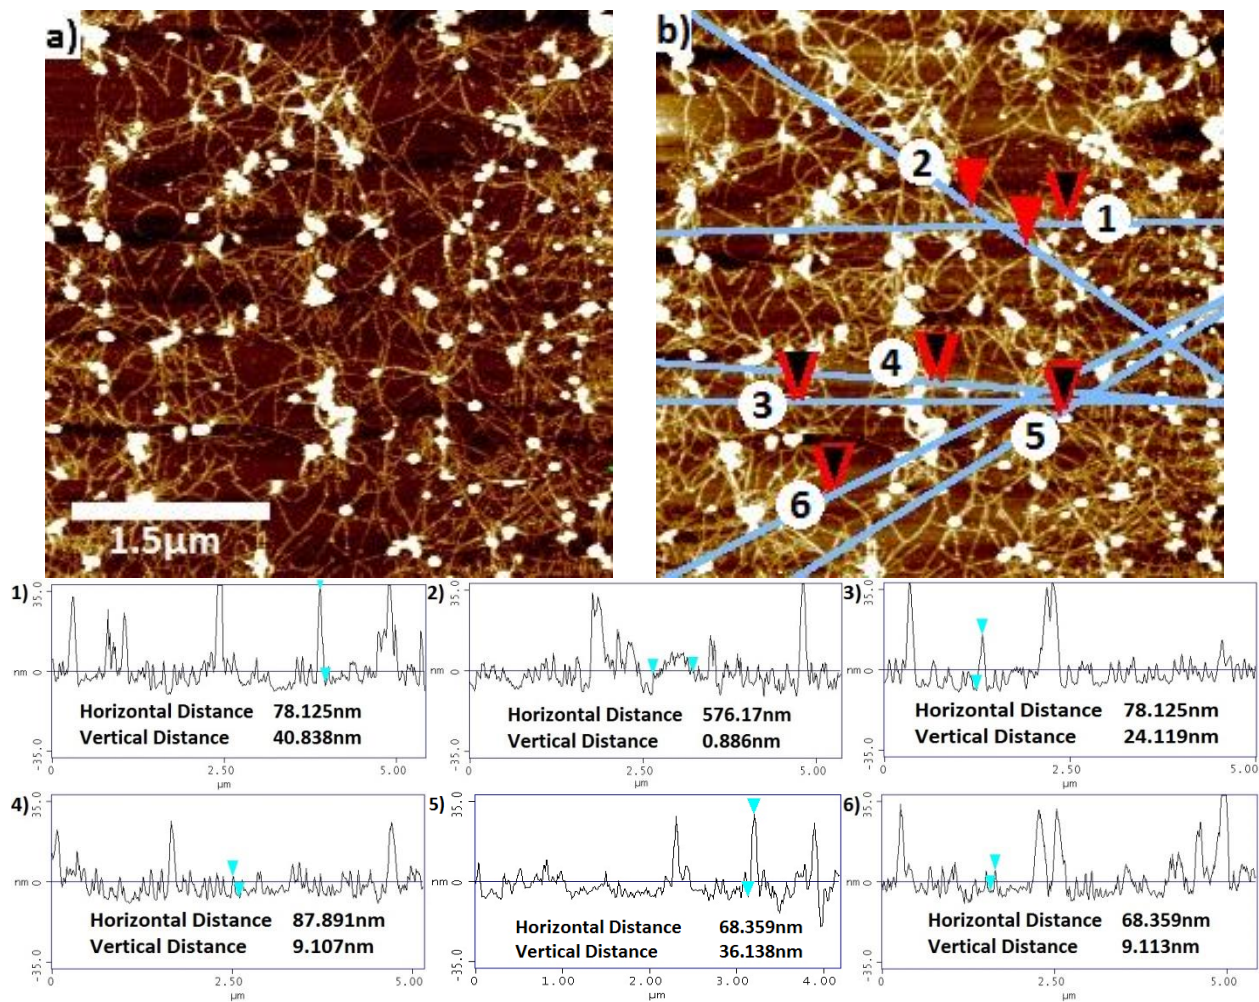 a)
1.5µm
b)
2
1
4
3
5
6
1)
35.0
nm 0
-35.0
Horizontal Distance 78.125nm
Vertical Distance 40.838nm
0 2.50 5.00
µm
2)
35.0
nm 0
-35.0
Horizontal Distance 576.17nm
Vertical Distance 0.886nm
0 2.50 5.00
µm
3)
35.0
nm 0
-35.0
Horizontal Distance 78.125nm
Vertical Distance 24.119nm
0 2.50 5.00
µm
4)
35.0
nm 0
-35.0
Horizontal Distance 87.891nm
Vertical Distance 9.107nm
0 2.50 5.00
µm
5)
35.0
nm 0
-35.0
Horizontal Distance 68.359nm
Vertical Distance 36.138nm
0 1.00 2.00 3.00 4.00
µm
6)
35.0
nm 0
-35.0
Horizontal Distance 68.359nm
Vertical Distance 9.113nm
0 2.50 5.00
µm